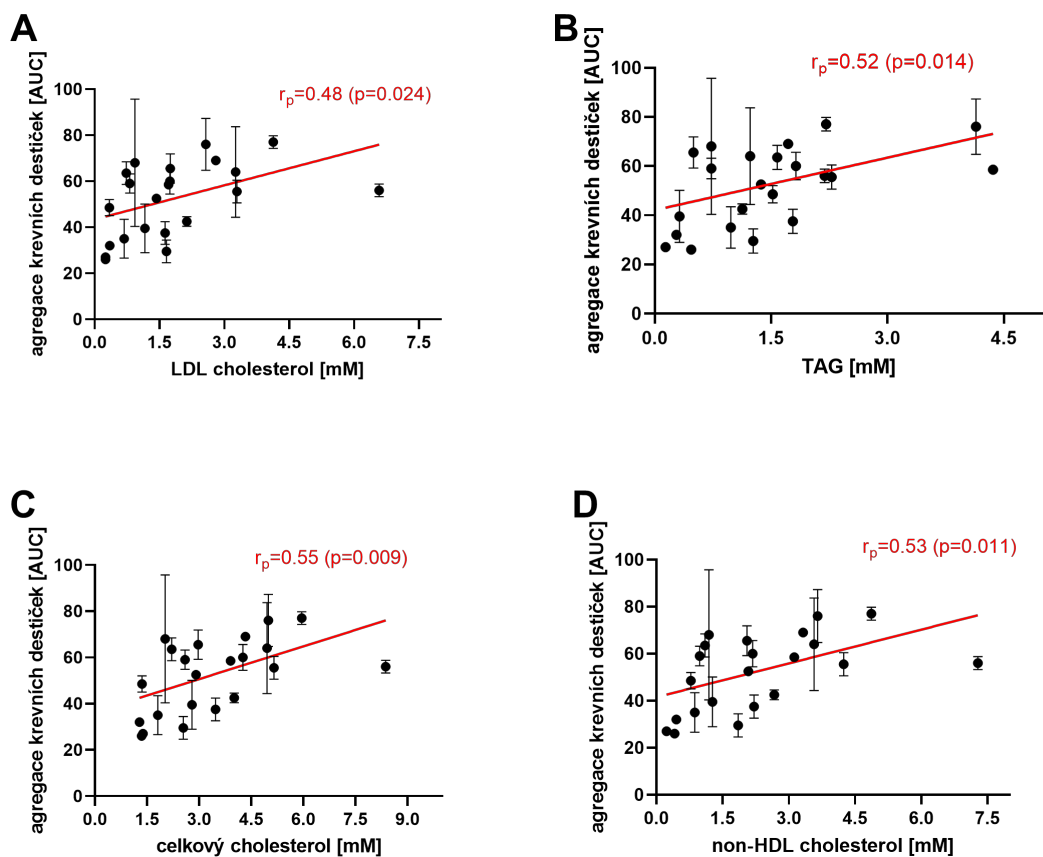 A
agregace krevních destiček [AUC]
r_p=0.48 (p=0.024)
100
80
60
40
20
0
0.0 1.5 3.0 4.5 6.0 7.5
LDL cholesterol [mM]
B
agregace krevních destiček [AUC]
r_p=0.52 (p=0.014)
100
80
60
40
20
0
0.0 1.5 3.0 4.5
TAG [mM]
C
agregace krevních destiček [AUC]
r_p=0.55 (p=0.009)
100
80
60
40
20
0
0.0 1.5 3.0 4.5 6.0 7.5 9.0
celkový cholesterol [mM]
D
agregace krevních destiček [AUC]
r_p=0.53 (p=0.011)
100
80
60
40
20
0
0.0 1.5 3.0 4.5 6.0 7.5
non-HDL cholesterol [mM]